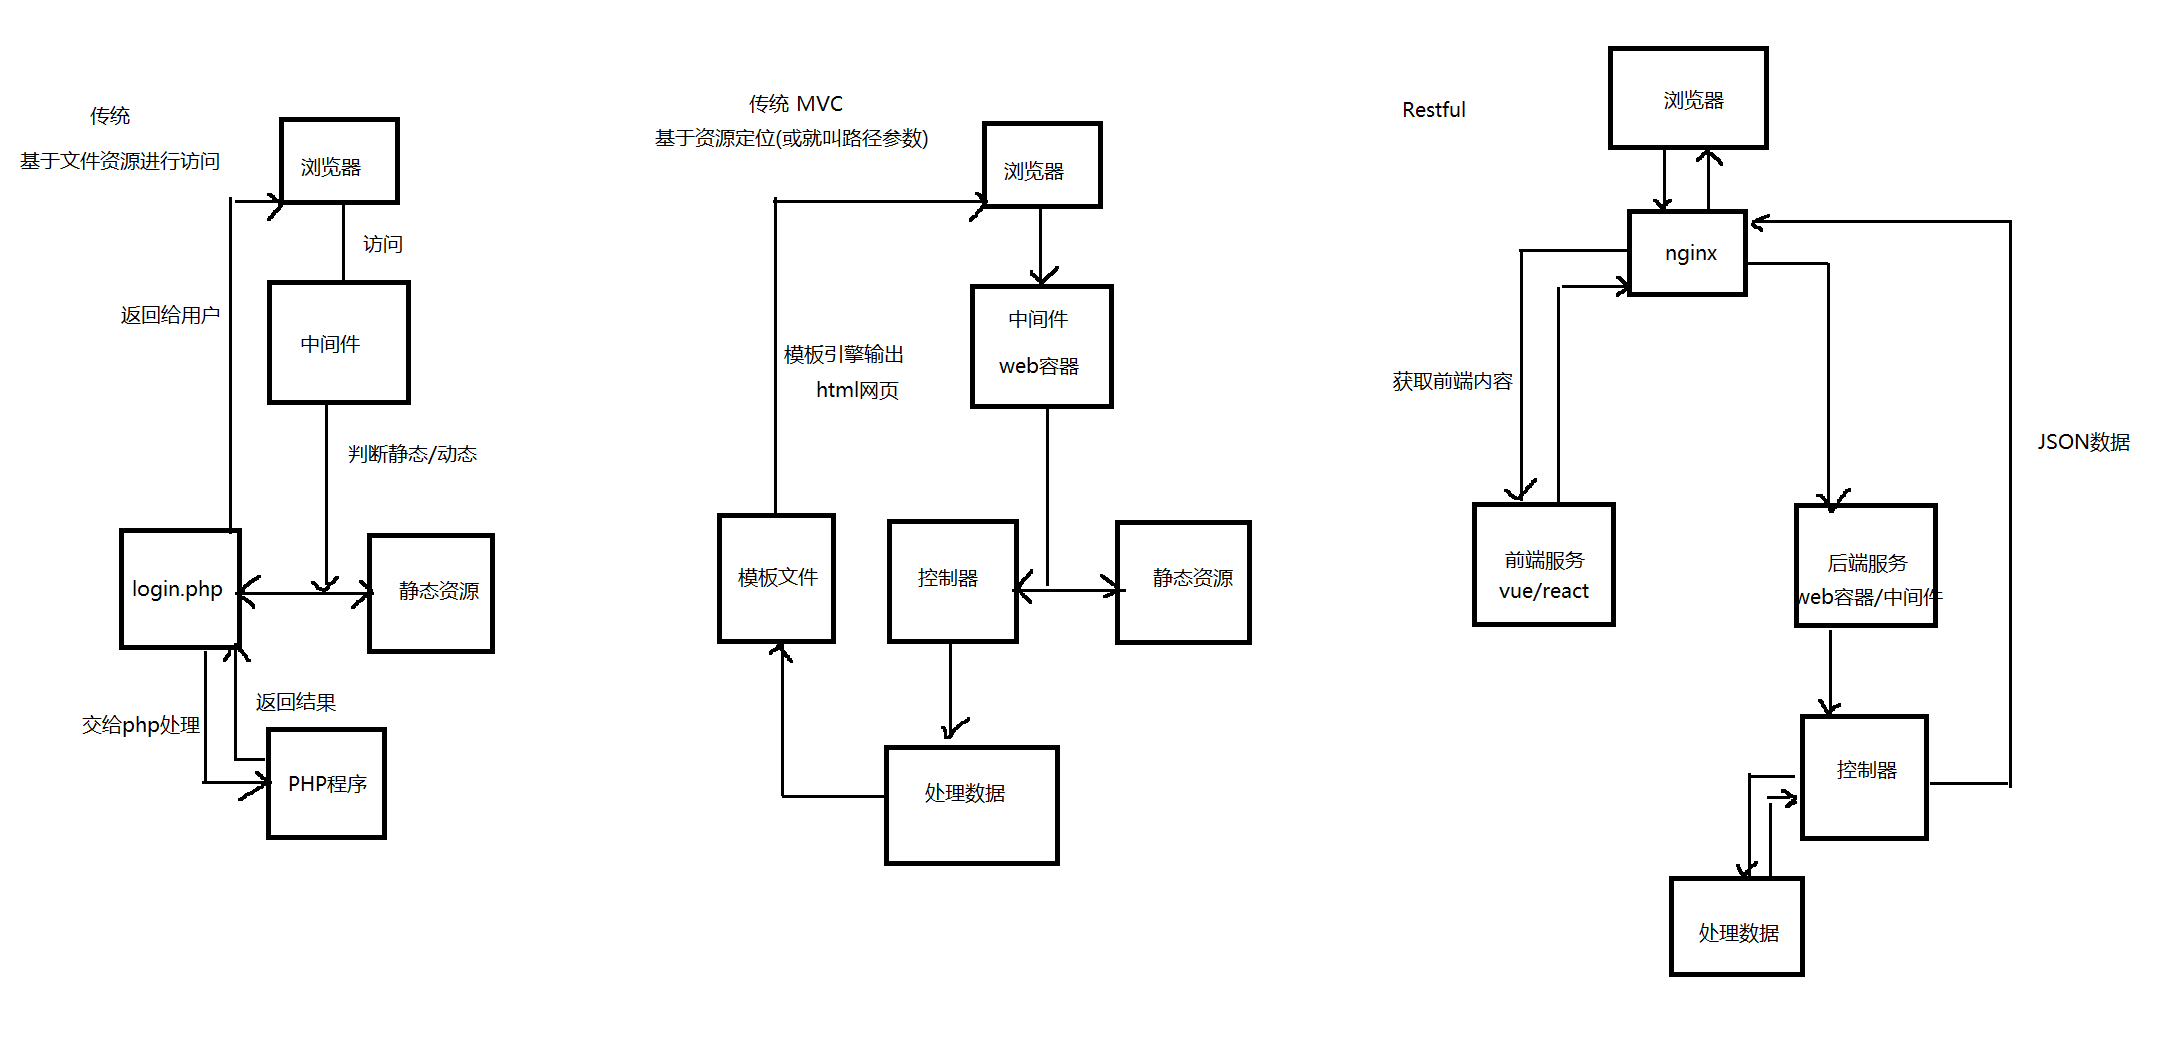 传统
基于文件资源进行访问
浏览器
访问
返回给用户
中间件
判断静态/动态
login.php
静态资源
返回结果
交给php处理
PHP程序
传统 MVC
基于资源定位(或就叫路径参数)
浏览器
中间件
web容器
模板引擎输出
html网页
模板文件
控制器
静态资源
处理数据
Restful
浏览器
nginx
获取前端内容
JSON数据
前端服务
vue/react
后端服务
web容器/中间件
控制器
处理数据